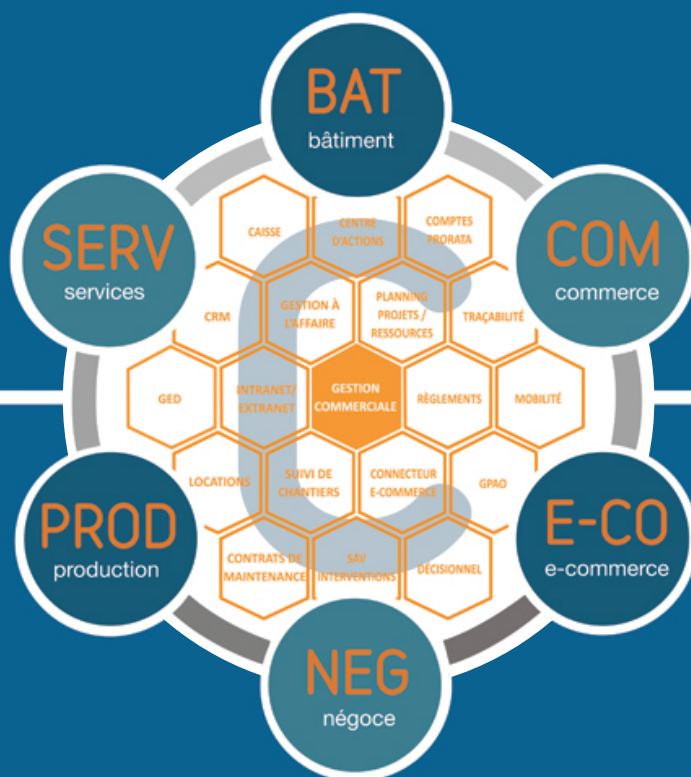 BAT
bâtiment
SERV
services
COM
commerce
CAISSE
CENTRE
D'ACTIONS
COMPTES
PRORATA
CRM
GESTION À
L'AFFAIRE
PLANNING
PROJETS /
RESSOURCES
TRAÇABILITÉ
GED
INTRANET/
EXTRANET
GESTION
COMMERCIALE
RÈGLEMENTS
MOBILITÉ
LOCATIONS
SUIVI DE
CHANTIERS
CONNECTEUR
E-COMMERCE
GPAO
CONTRATS DE
MAINTENANCE
SAV
INTERVENTIONS
DÉCISIONNEL
PROD
production
E-CO
e-commerce
NEG
négoce
C